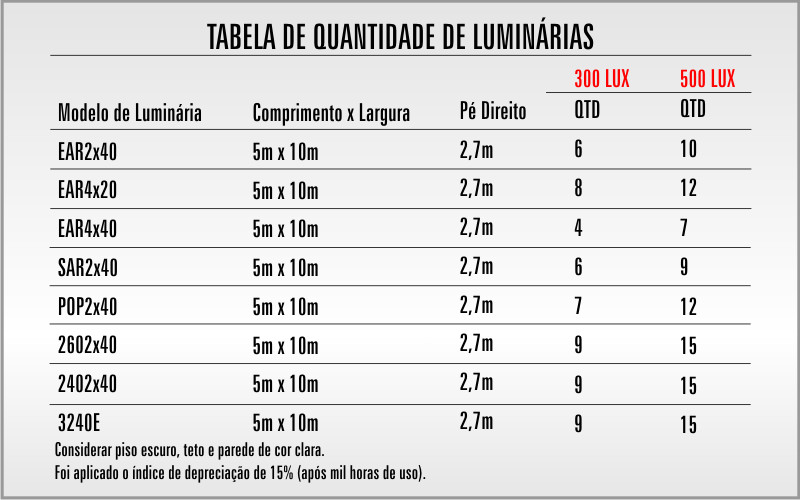 TABELA DE QUANTIDADE DE LUMINÁRIAS
300 LUX 500 LUX
Modelo de Luminária Comprimento x Largura Pé Direito QTD QTD
EAR2x40 5m x 10m 2,7m 6 10
EAR4x20 5m x 10m 2,7m 8 12
EAR4x40 5m x 10m 2,7m 4 7
SAR2x40 5m x 10m 2,7m 6 9
POP2x40 5m x 10m 2,7m 7 12
2602x40 5m x 10m 2,7m 9 15
2402x40 5m x 10m 2,7m 9 15
3240E 5m x 10m 2,7m 9 15
Considerar piso escuro, teto e parede de cor clara.
Foi aplicado o índice de depreciação de 15% (após mil horas de uso).